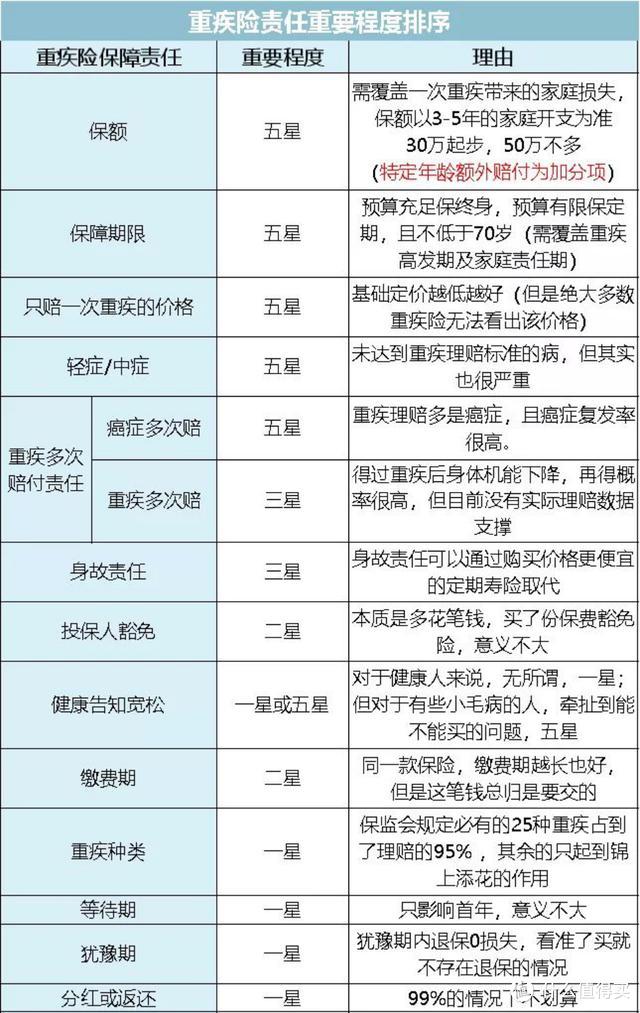 重疾险责任重要程度排序
重疾险保障责任
重要程度
理由
保额
五星
需覆盖一次重疾带来的家庭损失，
保额以3-5年的家庭开支为准
30万起步，50万不多
（特定年龄额外赔付为加分项）
保障期限
五星
预算充足保终身，预算有限保定
期，且不低于70岁（需覆盖重疾
高发期及家庭责任期）
只赔一次重疾的价格
五星
基础定价越低越好（但是绝大多数
重疾险无法看出该价格）
轻症/中症
五星
未达到重疾理赔标准的病，但其实
也很严重
重疾多次
赔付责任
癌症多次赔
五星
重疾理赔多是癌症，且癌症复发率
很高。
重疾多次赔
三星
得过重疾后身体机能下降，再得概
率很高，但目前没有实际理赔数据
支撑
身故责任
三星
身故责任可以通过购买价格更便宜
的定期寿险取代
投保人豁免
二星
本质是多花笔钱，买了份保费豁免
险，意义不大
健康告知宽松
一星或五星
对于健康人来说，无所谓，一星；
但对于有些小毛病的人，牵扯到能
不能买的问题，五星
缴费期
二星
同一款保险，缴费期越长也好，
但是这笔钱总归是要交的
重疾种类
一星
保监会规定必有的25种重疾占到
了理赔的95%，其余的只起到锦
上添花的作用
等待期
一星
只影响首年，意义不大
犹豫期
一星
犹豫期内退保0损失，看准了买就
不存在退保的情况
分红或返还
一星
99%的情况下不划算
什么值得买